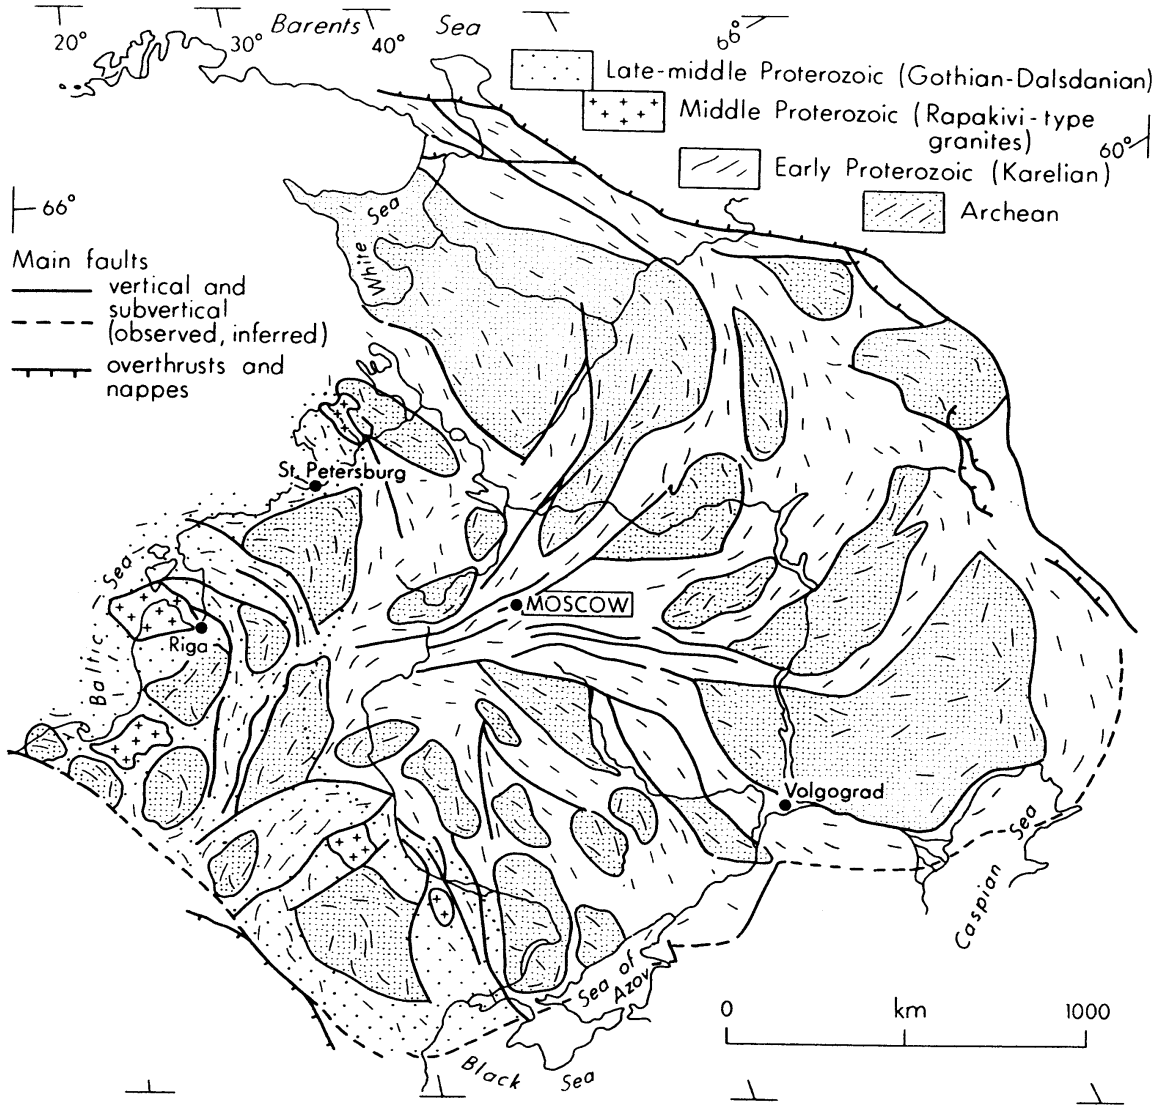 20°
30°
Barents Sea
40°
66°
Late-middle Proterozoic (Gothian-Dalsdanian)
Middle Proterozoic (Rapakivi-type
granites)
60°
Early Proterozoic (Karelian)
Archean
66°
White Sea
Main faults
vertical and
subvertical
(observed, inferred)
overthrusts and
nappes
St. Petersburg
Baltic Sea
MOSCOW
Riga
Volgograd
Caspian Sea
Sea of
Azov
0 km 1000
Black Sea